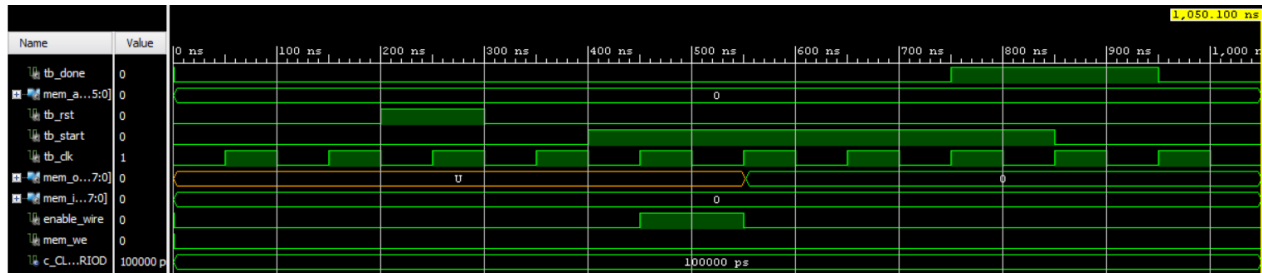 1,050.100 ns
Name Value 0 ns 100 ns 200 ns 300 ns 400 ns 500 ns 600 ns 700 ns 800 ns 900 ns 1,000 n
tb_done 0
mem_a...5:0] 0 0
tb_rst 0
tb_start 0
tb_clk 1
mem_o...7:0] 0 U 0
mem_i...7:0] 0 0
enable_wire 0
mem_we 0
c_CL...RIOD 100000 p 100000 ps